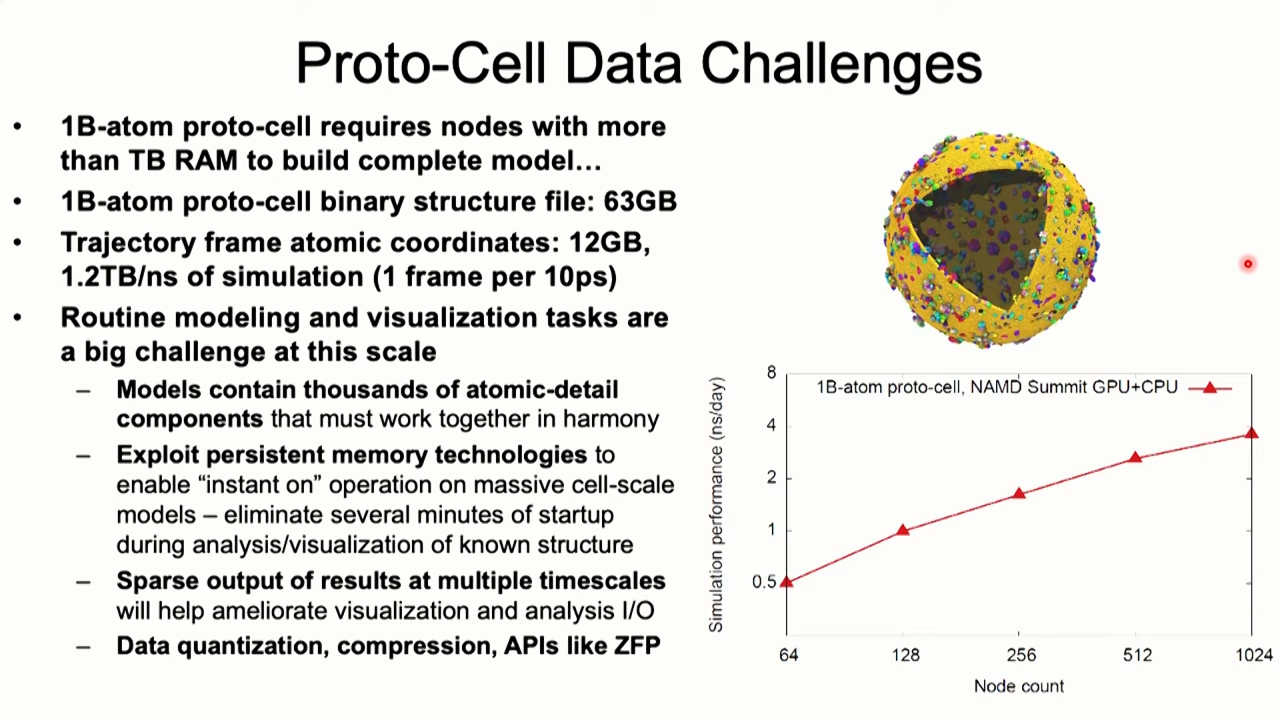 Proto-Cell Data Challenges
• 1B-atom proto-cell requires nodes with more
than TB RAM to build complete model…
• 1B-atom proto-cell binary structure file: 63GB
• Trajectory frame atomic coordinates: 12GB,
1.2TB/ns of simulation (1 frame per 10ps)
• Routine modeling and visualization tasks are
a big challenge at this scale
– Models contain thousands of atomic-detail
components that must work together in harmony
– Exploit persistent memory technologies to
enable “instant on” operation on massive cell-scale
models – eliminate several minutes of startup
during analysis/visualization of known structure
– Sparse output of results at multiple timescales
will help ameliorate visualization and analysis I/O
– Data quantization, compression, APIs like ZFP
1B-atom proto-cell, NAMD Summit GPU+CPU
Simulation performance (ns/day)
8
4
2
1
0.5
64 128 256 512 1024
Node count